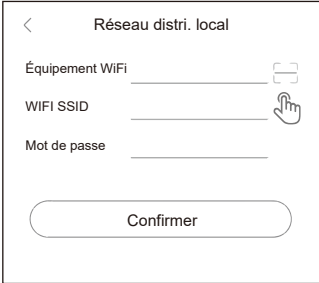 Réseau distri. local
Équipement WiFi
WIFI SSID
Mot de passe
Confirmer